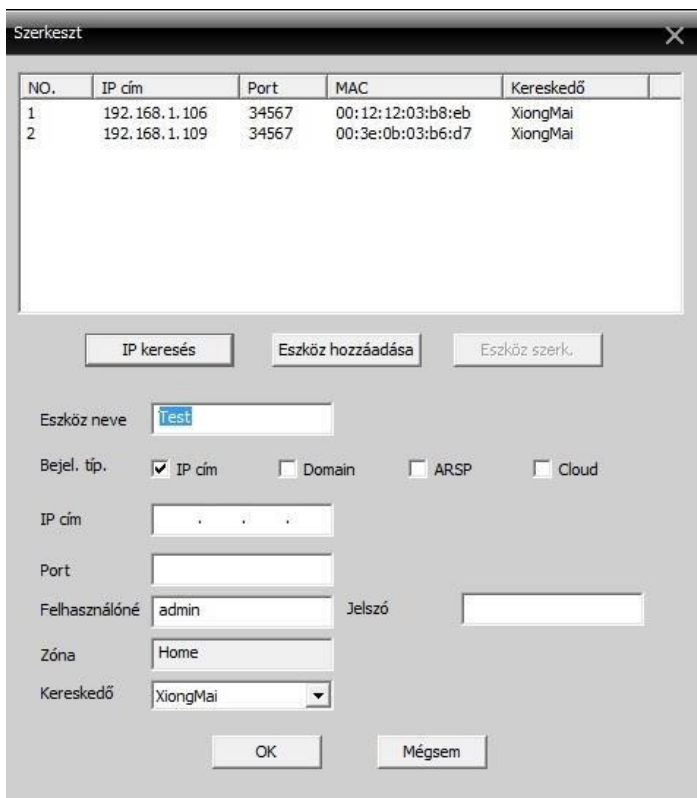 Szerkeszt
NO. IP cím Port MAC Kereskedő
1 192.168.1.106 34567 00:12:12:03:b8:eb XiongMai
2 192.168.1.109 34567 00:3e:0b:03:b6:d7 XiongMai
IP keresés Eszköz hozzáadása Eszköz szerk.
Eszköz neve Test
Bejel. típ. IP cím Domain ARSP Cloud
IP cím . . .
Port
Felhasználóné admin Jelszó
Zóna Home
Kereskedő XiongMai
OK Mégsem